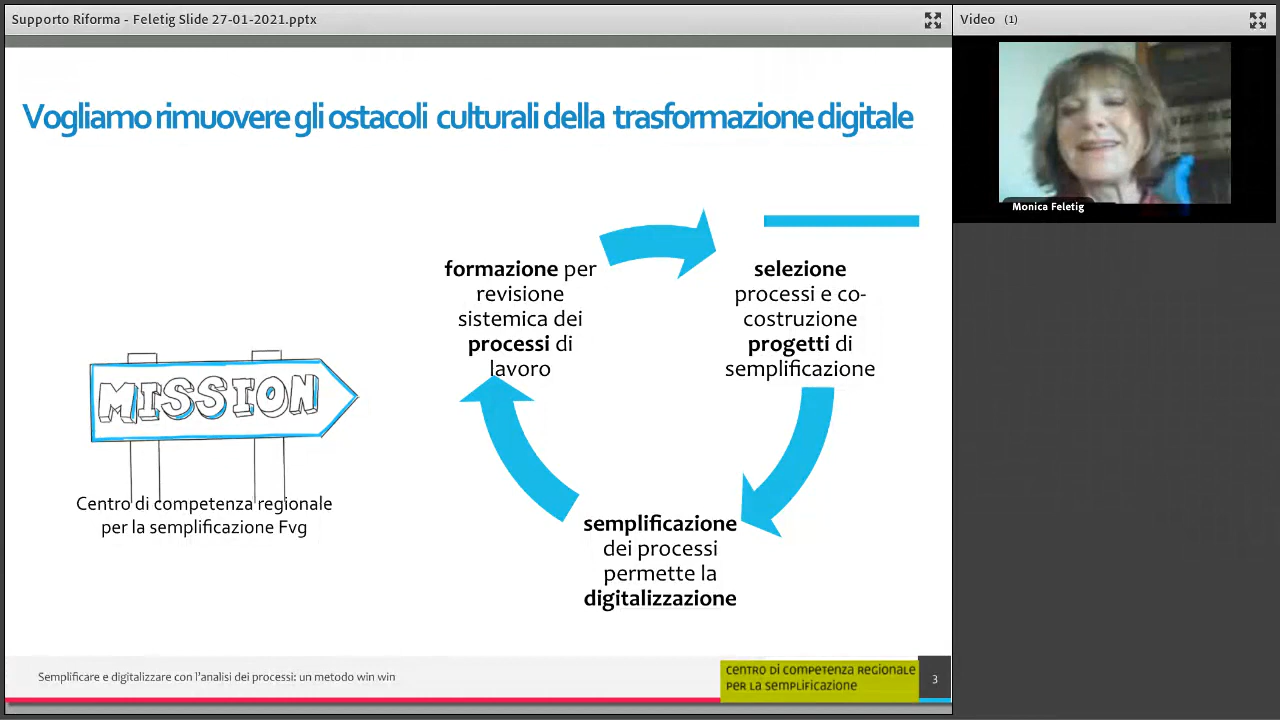 Supporto Riforma - Feletig Slide 27-01-2021.pptx
Video (1)
Monica Feletig
Vogliamo rimuovere gli ostacoli culturali della trasformazione digitale
formazione per
revisione
sistemica dei
processi di
lavoro
selezione
processi e co-
costruzione
progetti di
semplificazione
semplificazione
dei processi
permette la
digitalizzazione
MISSION
Centro di competenza regionale
per la semplificazione Fvg
Semplificare e digitalizzare con l'analisi dei processi: un metodo win win
CENTRO DI COMPETENZA REGIONALE
PER LA SEMPLIFICAZIONE
3